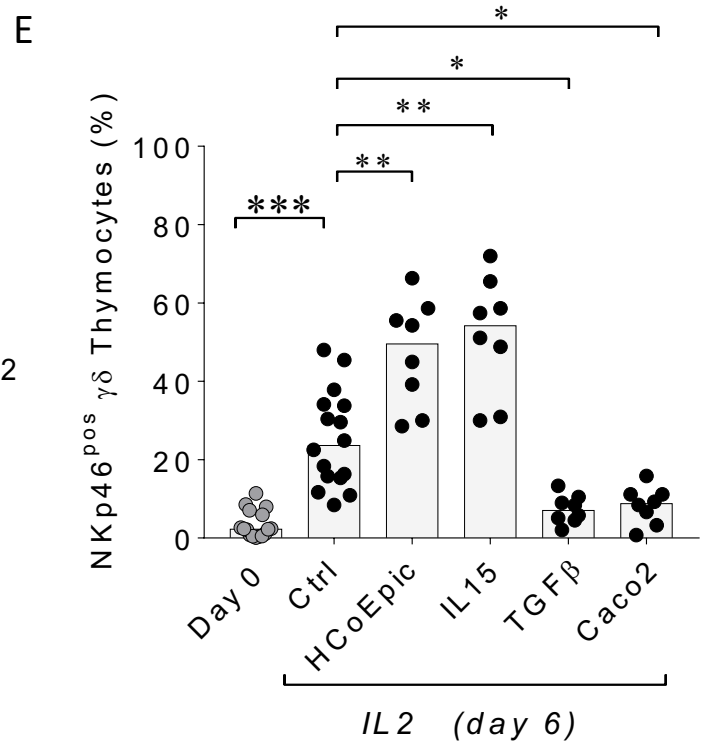 E
*
*
**
**
***
NKp46pos γδ Thymocytes (%)
100
80
60
40
20
0
2
Day 0
Ctrl
HCoEpic
IL15
TGFβ
Caco2
IL2 (day 6)